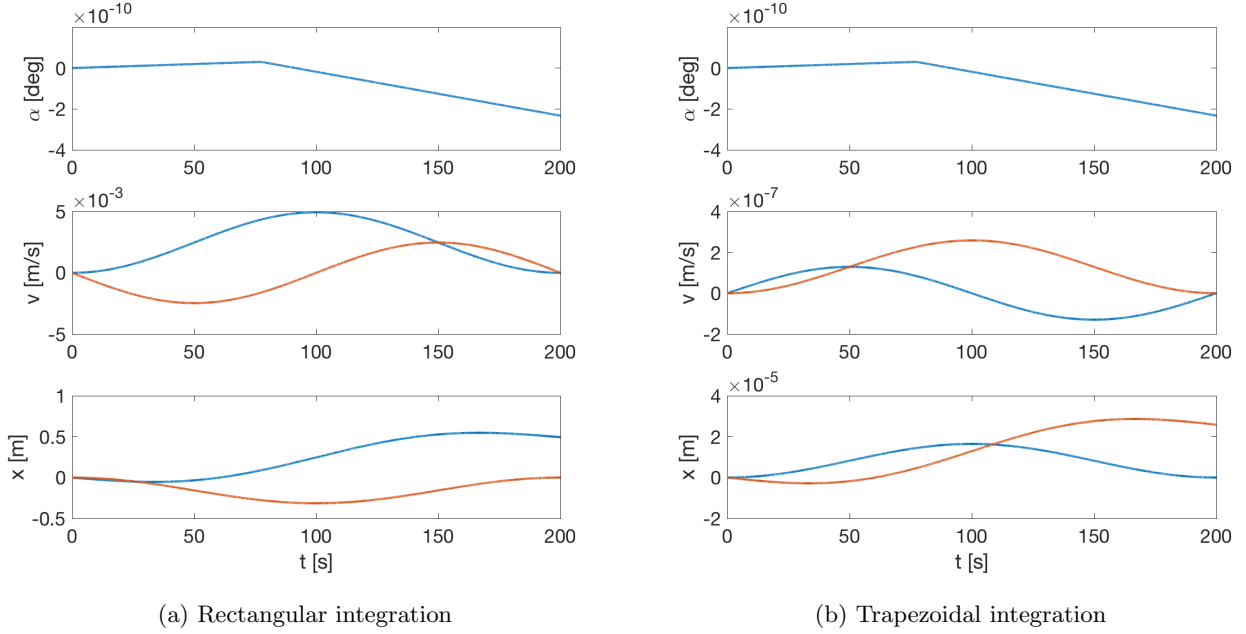 ×10⁻¹⁰
0
-2
-4
α [deg]
0 50 100 150 200
×10⁻³
5
0
-5
v [m/s]
0 50 100 150 200
1
0.5
0
-0.5
x [m]
0 50 100 150 200
t [s]
(a) Rectangular integration
×10⁻¹⁰
0
-2
-4
α [deg]
0 50 100 150 200
×10⁻⁷
4
2
0
-2
v [m/s]
0 50 100 150 200
×10⁻⁵
4
2
0
-2
x [m]
0 50 100 150 200
t [s]
(b) Trapezoidal integration